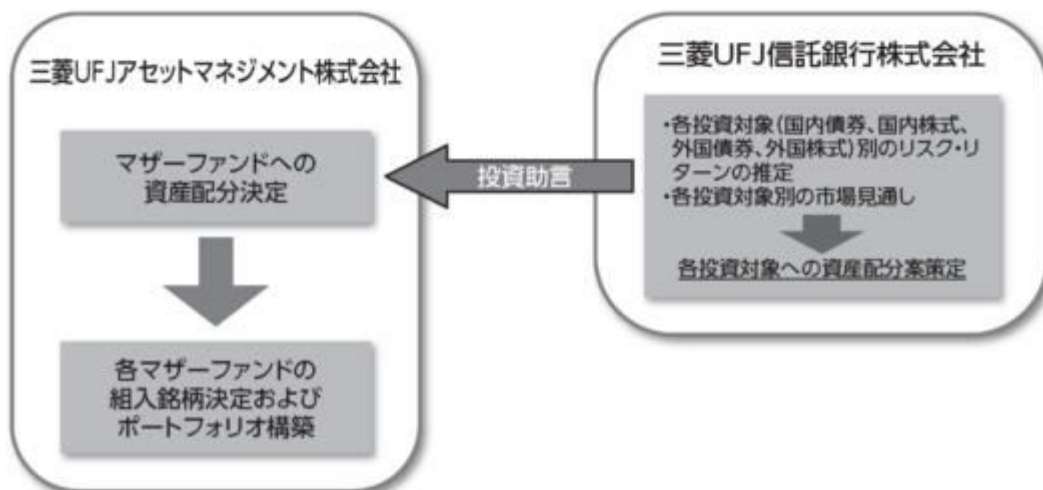 三菱UFJアセットマネジメント株式会社
マザーファンドへの
資産配分決定
各マザーファンドの
組入銘柄決定および
ポートフォリオ構築
投資助言
三菱UFJ信託銀行株式会社
・各投資対象(国内債券、国内株式、
外国債券、外国株式)別のリスク・リ
ターンの推定
・各投資対象別の市場見通し
各投資対象への資産配分案策定